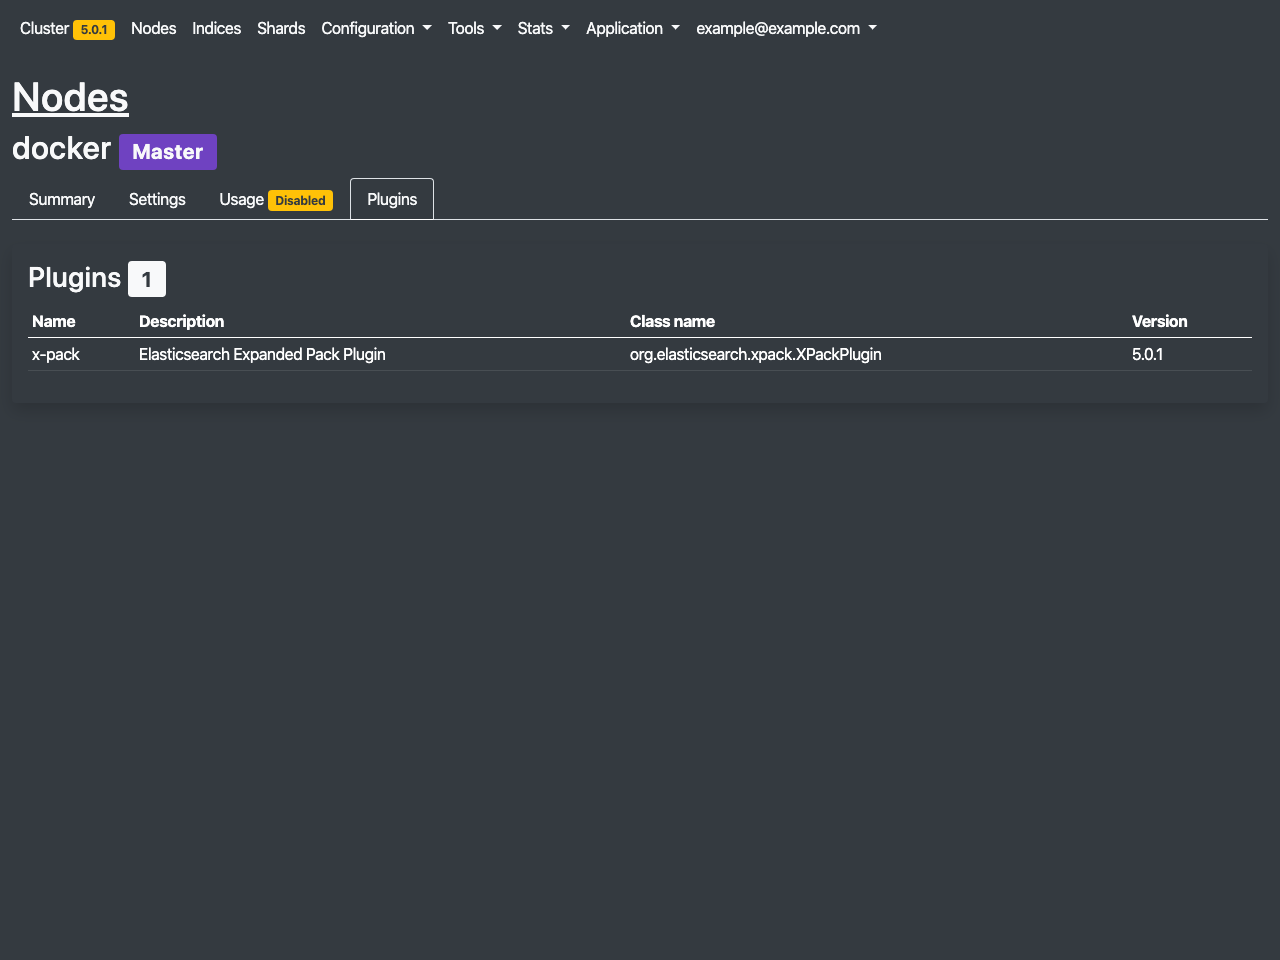 Cluster 5.0.1 Nodes Indices Shards Configuration Tools Stats Application example@example.com
Nodes
docker Master
Summary Settings Usage Disabled Plugins
Plugins 1
Name Description Class name Version
x-pack Elasticsearch Expanded Pack Plugin org.elasticsearch.xpack.XPackPlugin 5.0.1